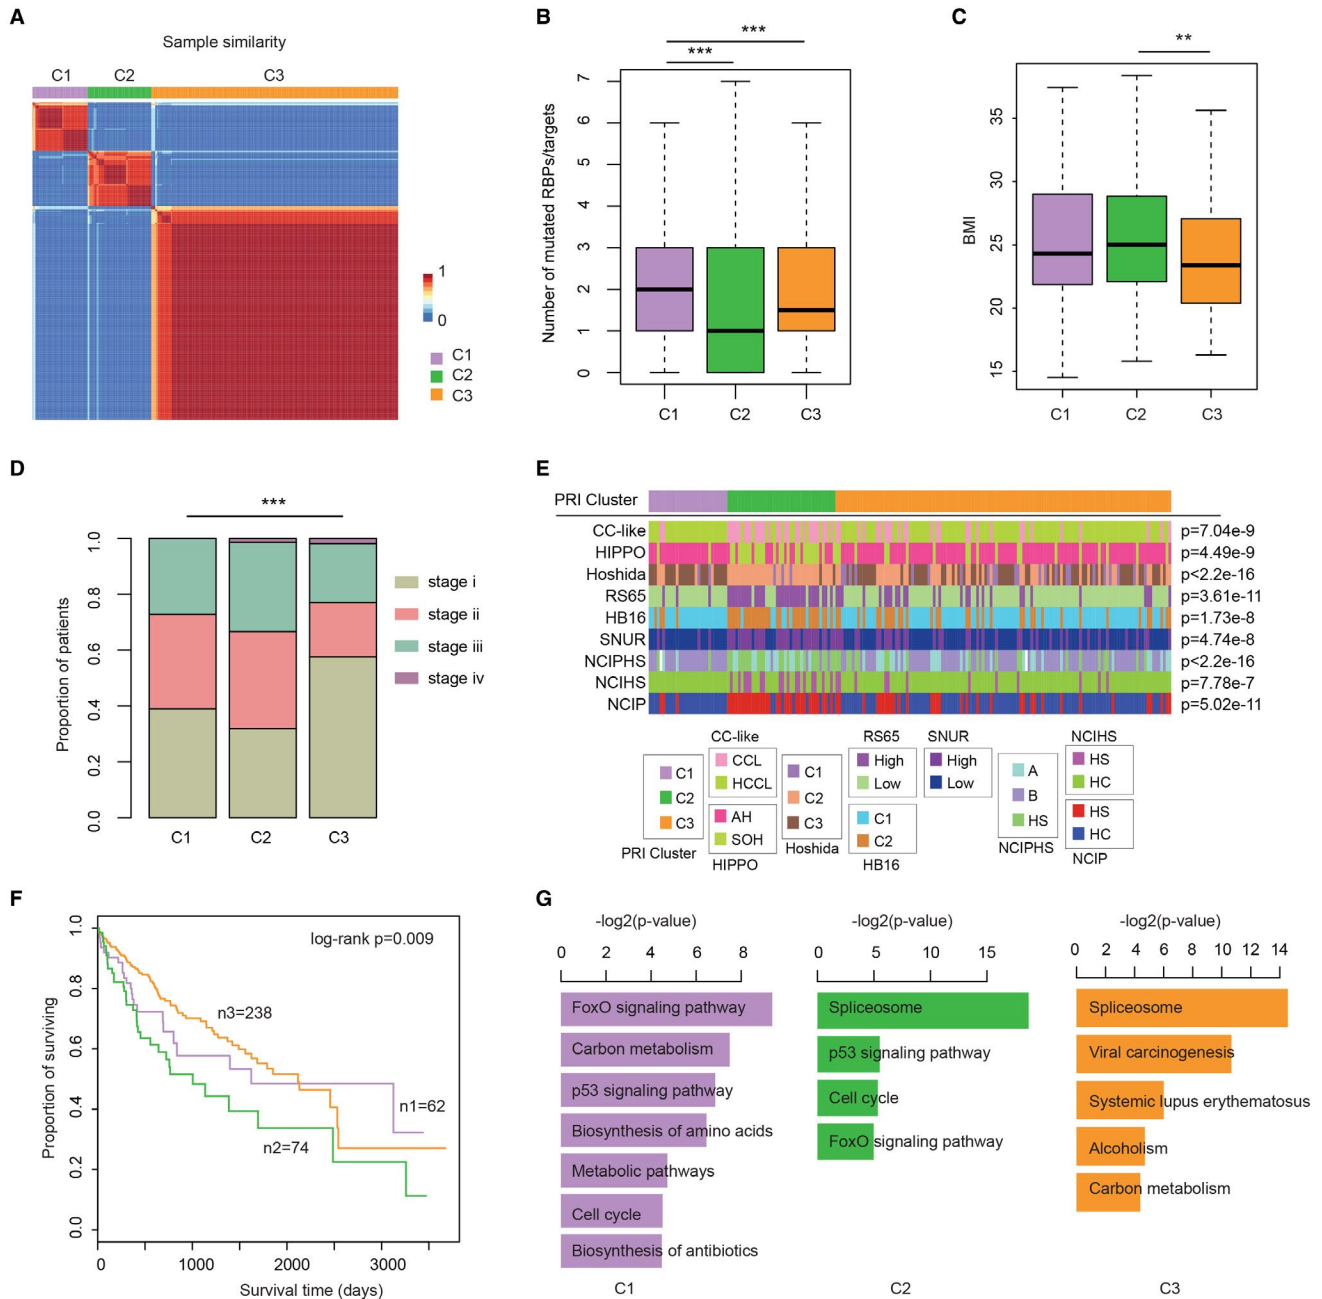 A
Sample similarity
C1
C2
C3
1
0
C1
C2
C3
B
***
***
Number of mutated RBPs/targets
7
6
5
4
3
2
1
0
C1
C2
C3
C
**
BMI
35
30
25
20
15
C1
C2
C3
D
***
Proportion of patients
1.0
0.8
0.6
0.4
0.2
0.0
C1
C2
C3
stage i
stage ii
stage iii
stage iv
E
PRI Cluster
CC-like p=7.04e-9
HIPPO p=4.49e-9
Hoshida p<2.2e-16
RS65 p=3.61e-11
HB16 p=1.73e-8
SNUR p=4.74e-8
NCIPHS p<2.2e-16
NCIHS p=7.78e-7
NCIP p=5.02e-11
C1
C2
C3
PRI Cluster
CC-like
CCL
HCCL
AH
SOH
HIPPO
C1
C2
C3
Hoshida
RS65
High
Low
C1
C2
HB16
SNUR
High
Low
A
B
HS
NCIPHS
NCIHS
HS
HC
HS
HC
NCIP
F
Proportion of surviving
1.0
0.8
0.6
0.4
0.2
0.0
log-rank p=0.009
n3=238
n1=62
n2=74
0
1000
2000
3000
Survival time (days)
G
-log2(p-value)
0 2 4 6 8
FoxO signaling pathway
Carbon metabolism
p53 signaling pathway
Biosynthesis of amino acids
Metabolic pathways
Cell cycle
Biosynthesis of antibiotics
C1
-log2(p-value)
0 5 10 15
Spliceosome
p53 signaling pathway
Cell cycle
FoxO signaling pathway
C2
-log2(p-value)
0 2 4 6 8 10 12 14
Spliceosome
Viral carcinogenesis
Systemic lupus erythematosus
Alcoholism
Carbon metabolism
C3